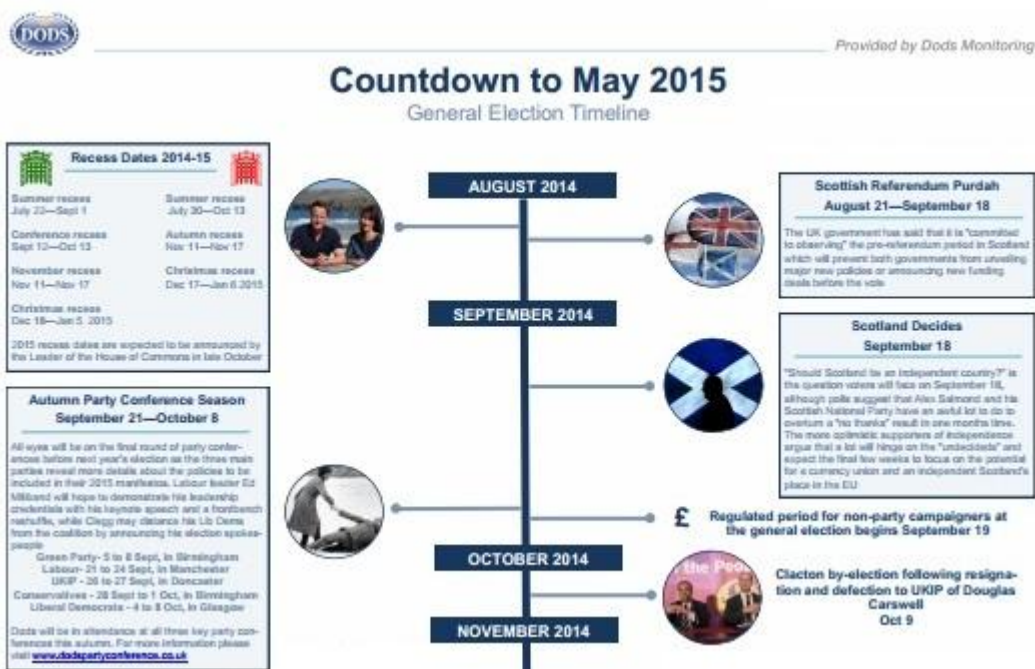 DODS
Provided by Dods Monitoring
Countdown to May 2015
General Election Timeline
Recess Dates 2014-15
Summer recess
July 22—Sept 1
Conference recess
Sept 12—Oct 13
November recess
Nov 11—Nov 17
Christmas recess
Dec 18—Jan 5 2015
Summer recess
July 30—Oct 13
Autumn recess
Nov 11—Nov 17
Christmas recess
Dec 17—Jan 6 2015
2015 recess dates are expected to be announced by
the Leader of the House of Commons in late October
Autumn Party Conference Season
September 21—October 8
All eyes will be on the final round of party confer-
ences before next year's election as the three main
parties reveal more details about the policies to be
included in their 2015 manifestos. Labour leader Ed
Miliband will hope to demonstrate his leadership
credentials with his keynote speech and a frontbench
reshuffle, while Clegg may distance his Lib Dems
from the coalition by announcing his election spokes-
people
Green Party- 5 to 8 Sept, in Birmingham
Labour- 21 to 24 Sept, in Manchester
UKIP - 26 to 27 Sept, in Doncaster
Conservatives - 28 Sept to 1 Oct, in Birmingham
Liberal Democrats - 4 to 8 Oct, in Glasgow
Dods will be in attendance at all three key party con-
ferences this autumn. For more information please
visit www.dodspartyconference.co.uk
AUGUST 2014
Scottish Referendum Purdah
August 21—September 18
The UK government has said that it is "committed
to observing" the pre-referendum period in Scotland
which will prevent both governments from unveiling
major new policies or announcing new funding
deals before the vote
SEPTEMBER 2014
Scotland Decides
September 18
"Should Scotland be an independent country?" is
the question voters will face on September 18,
although polls suggest that Alex Salmond and his
Scottish National Party have an awful lot to do to
overturn a "no thanks" result in one months time.
The more optimistic supporters of independence
argue that a lot will hinge on the "undecideds" and
expect the final few weeks to focus on the potential
for a currency union and an independent Scotland's
place in the EU
£ Regulated period for non-party campaigners at
the general election begins September 19
OCTOBER 2014
the Peo
Clacton by-election following resigna-
tion and defection to UKIP of Douglas
Carswell
Oct 9
NOVEMBER 2014